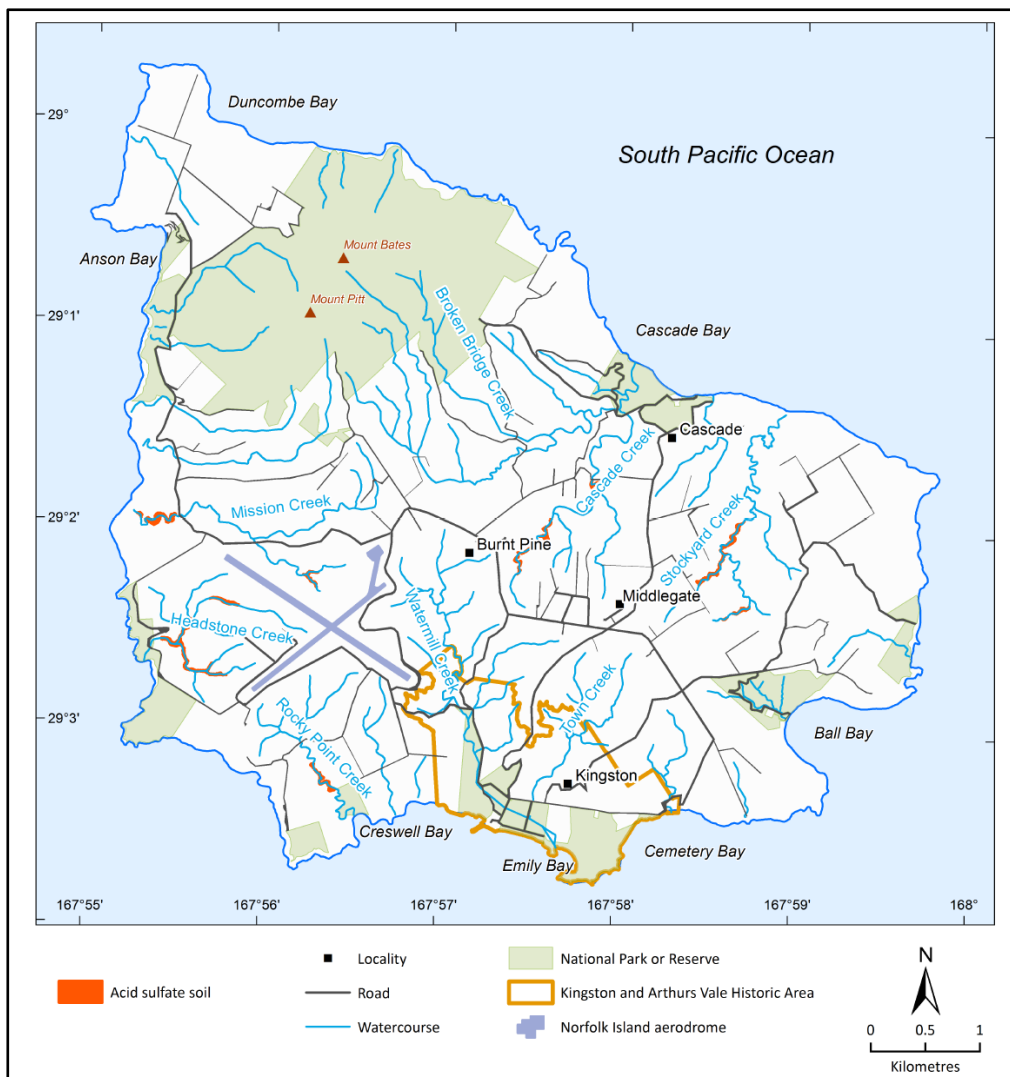 Duncombe Bay
29°
South Pacific Ocean
Mount Bates
Anson Bay
Mount Pitt
29°1'
Broken Bridge Creek
Cascade Bay
Cascade
Cascade Creek
Mission Creek
29°2'
Burnt Pine
Stockyard Creek
Middlegate
Watermill Creek
Headstone Creek
Town Creek
Rocky Point Creek
29°3'
Ball Bay
Kingston
Creswell Bay
Cemetery Bay
Emily Bay
167°55'
167°56'
167°57'
167°58'
167°59'
168°
Locality
National Park or Reserve
N
Acid sulfate soil
Road
Kingston and Arthurs Vale Historic Area
Watercourse
Norfolk Island aerodrome
0 0.5 1
Kilometres